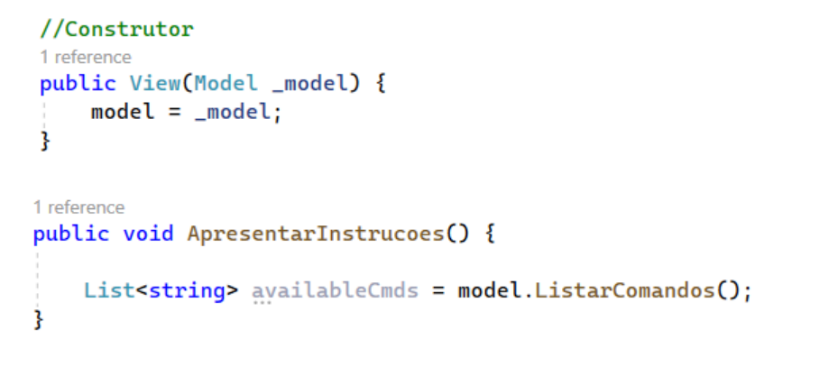 //Construtor
1 reference
public View(Model _model) {
model = _model;
}
1 reference
public void ApresentarInstrucoes() {
List<string> availableCmds = model.ListarComandos();
}